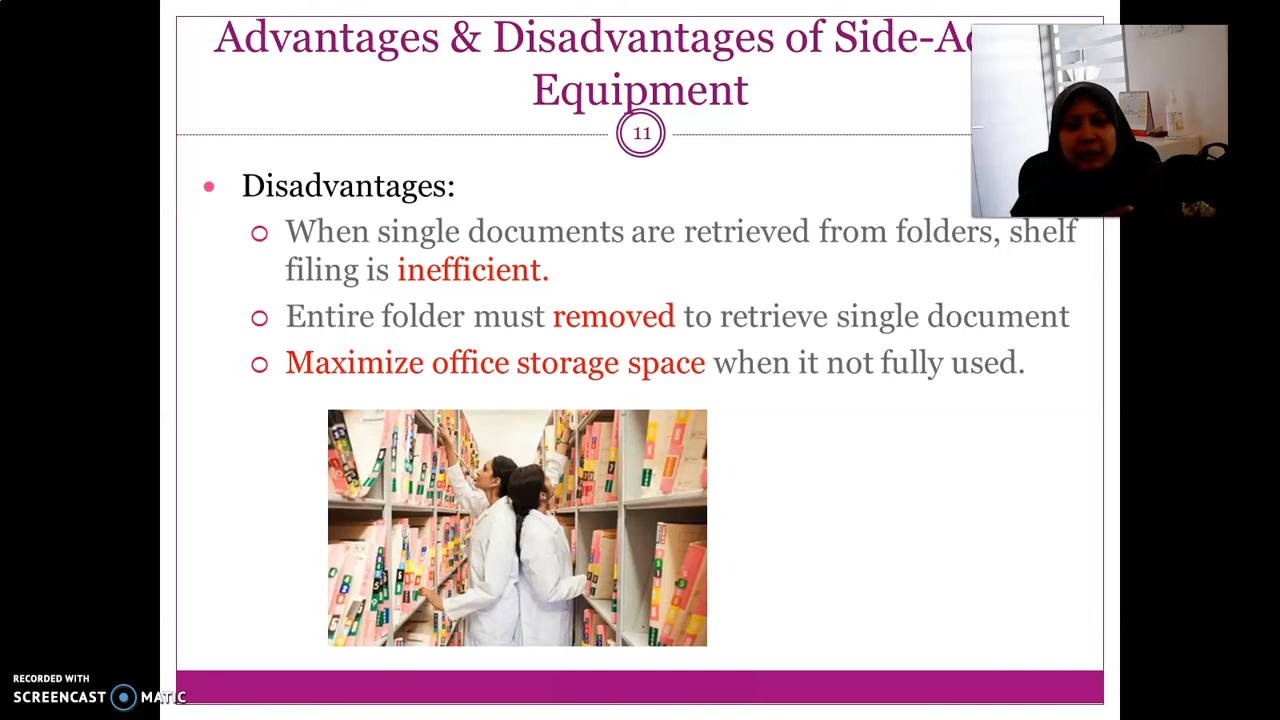 Advantages & Disadvantages of Side-Ac
Equipment
11
Disadvantages:
When single documents are retrieved from folders, shelf
filing is inefficient.
Entire folder must removed to retrieve single document
Maximize office storage space when it not fully used.
RECORDED WITH
SCREENCAST MATIC